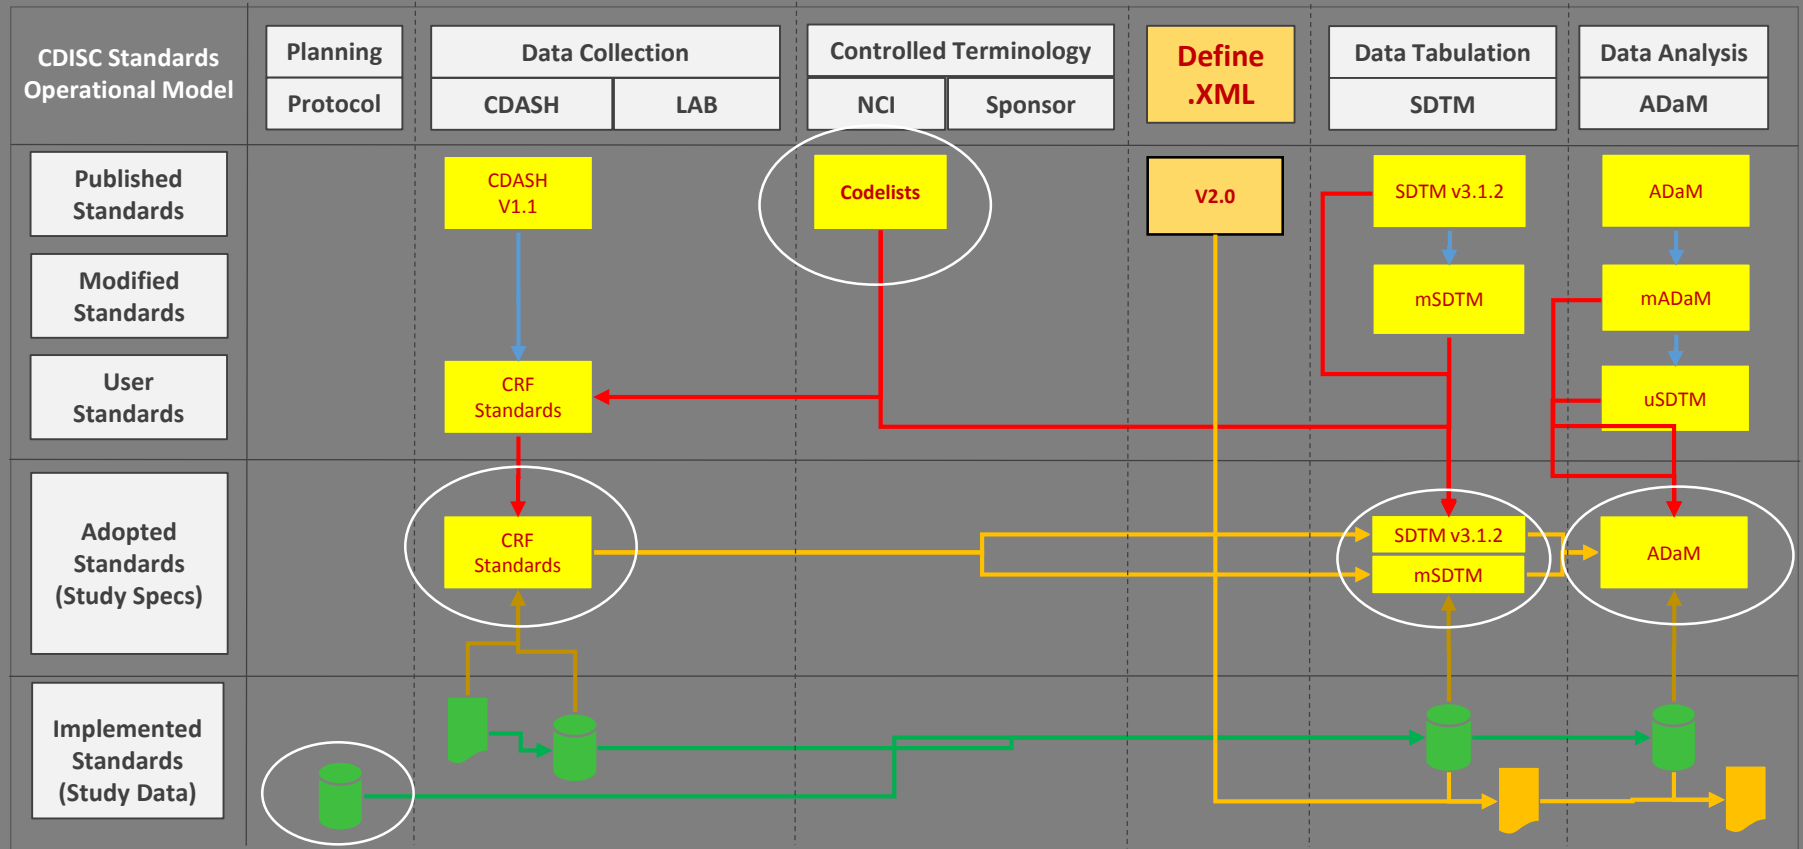 CDISC Standards
Operational Model
Planning
Protocol
Data Collection
CDASH
LAB
Controlled Terminology
NCI
Sponsor
Define
.XML
Data Tabulation
SDTM
Data Analysis
ADaM
Published
Standards
CDASH
V1.1
Codelists
V2.0
SDTM v3.1.2
ADaM
Modified
Standards
mSDTM
mADaM
User
Standards
CRF
Standards
uSDTM
Adopted
Standards
(Study Specs)
CRF
Standards
SDTM v3.1.2
mSDTM
ADaM
Implemented
Standards
(Study Data)